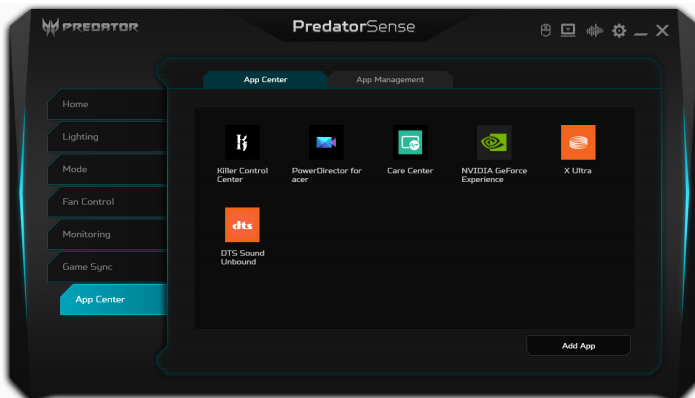 PREDATOR
PredatorSense
App Center
App Management
Home
Lighting
Mode
Fan Control
Monitoring
Game Sync
App Center
Killer Control
Center
PowerDirector for
acer
Care Center
NVIDIA GeForce
Experience
X Ultra
dts
DTS Sound
Unbound
Add App